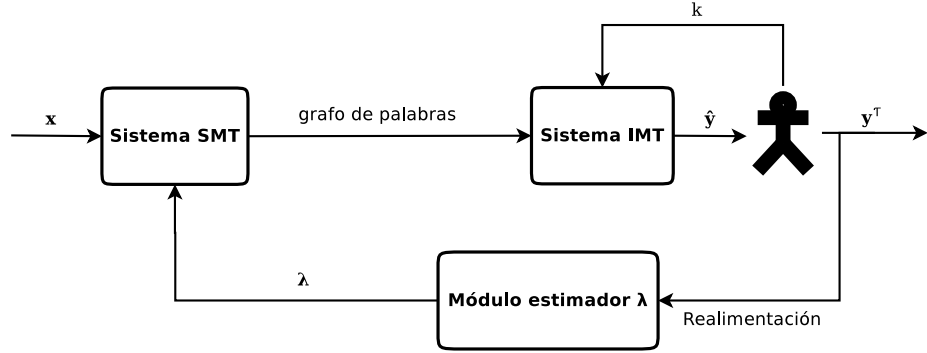 k
x
Sistema SMT
grafo de palabras
Sistema IMT
ŷ
y^τ
λ
Módulo estimador λ
Realimentación